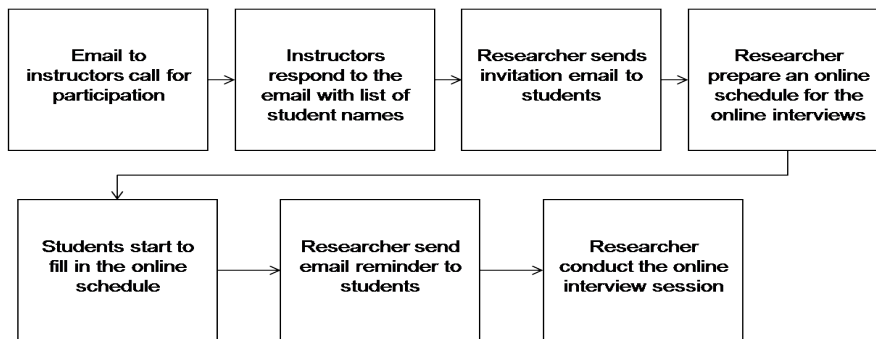 Email to
instructors call for
participation
Instructors
respond to the
email with list of
student names
Researcher sends
invitation email to
students
Researcher
prepare an online
schedule for the
online interviews
Students start to
fill in the online
schedule
Researcher send
email reminder to
students
Researcher
conduct the online
interview session